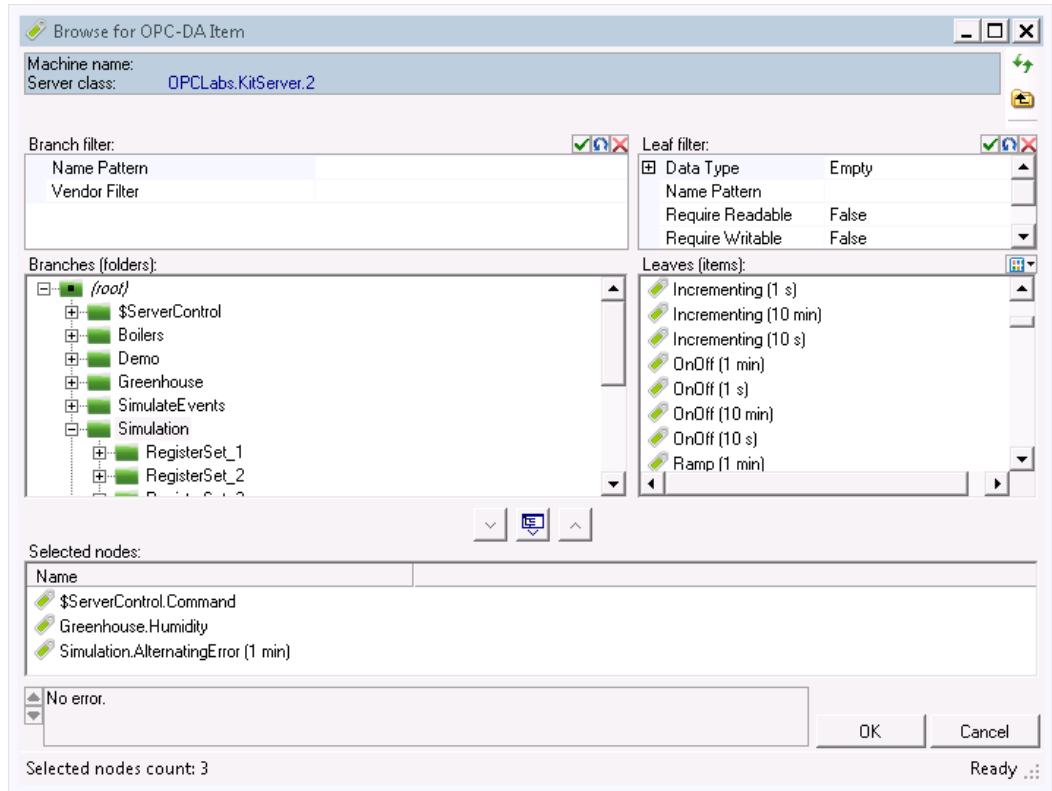 Browse for OPC-DA Item
Machine name:
Server class: OPCLabs.KitServer.2
Branch filter:
Name Pattern
Vendor Filter
Leaf filter:
Data Type Empty
Name Pattern
Require Readable False
Require Writable False
Branches (folders):
(root)
$ServerControl
Boilers
Demo
Greenhouse
SimulateEvents
Simulation
RegisterSet_1
RegisterSet_2
Leaves (items):
Incrementing (1 s)
Incrementing (10 min)
Incrementing (10 s)
OnOff (1 min)
OnOff (1 s)
OnOff (10 min)
OnOff (10 s)
Ramp (1 min)
Selected nodes:
Name
$ServerControl.Command
Greenhouse.Humidity
Simulation.AlternatingError (1 min)
No error.
OK Cancel
Selected nodes count: 3 Ready